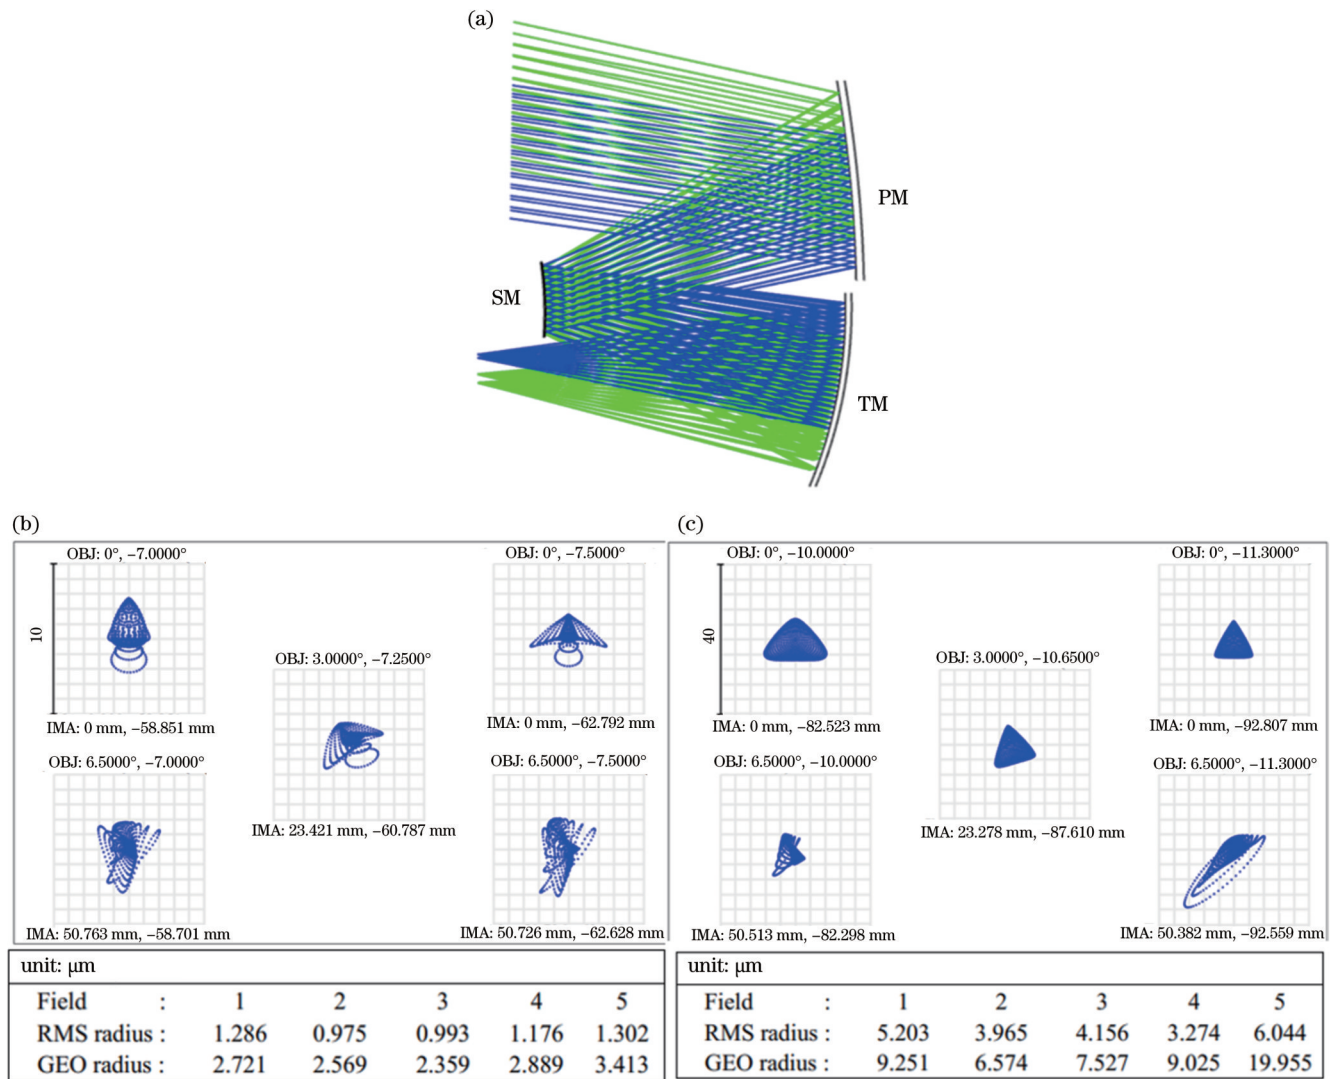 (a)
PM
SM
TM
(b)
OBJ: 0°, −7.0000°
OBJ: 0°, −7.5000°
10
OBJ: 3.0000°, −7.2500°
IMA: 0 mm, −58.851 mm
IMA: 0 mm, −62.792 mm
OBJ: 6.5000°, −7.0000°
OBJ: 6.5000°, −7.5000°
IMA: 23.421 mm, −60.787 mm
IMA: 50.763 mm, −58.701 mm
IMA: 50.726 mm, −62.628 mm
unit: μm
Field : 1 2 3 4 5
RMS radius : 1.286 0.975 0.993 1.176 1.302
GEO radius : 2.721 2.569 2.359 2.889 3.413
(c)
OBJ: 0°, −10.0000°
OBJ: 0°, −11.3000°
40
OBJ: 3.0000°, −10.6500°
IMA: 0 mm, −82.523 mm
IMA: 0 mm, −92.807 mm
OBJ: 6.5000°, −10.0000°
OBJ: 6.5000°, −11.3000°
IMA: 23.278 mm, −87.610 mm
IMA: 50.513 mm, −82.298 mm
IMA: 50.382 mm, −92.559 mm
unit: μm
Field : 1 2 3 4 5
RMS radius : 5.203 3.965 4.156 3.274 6.044
GEO radius : 9.251 6.574 7.527 9.025 19.955